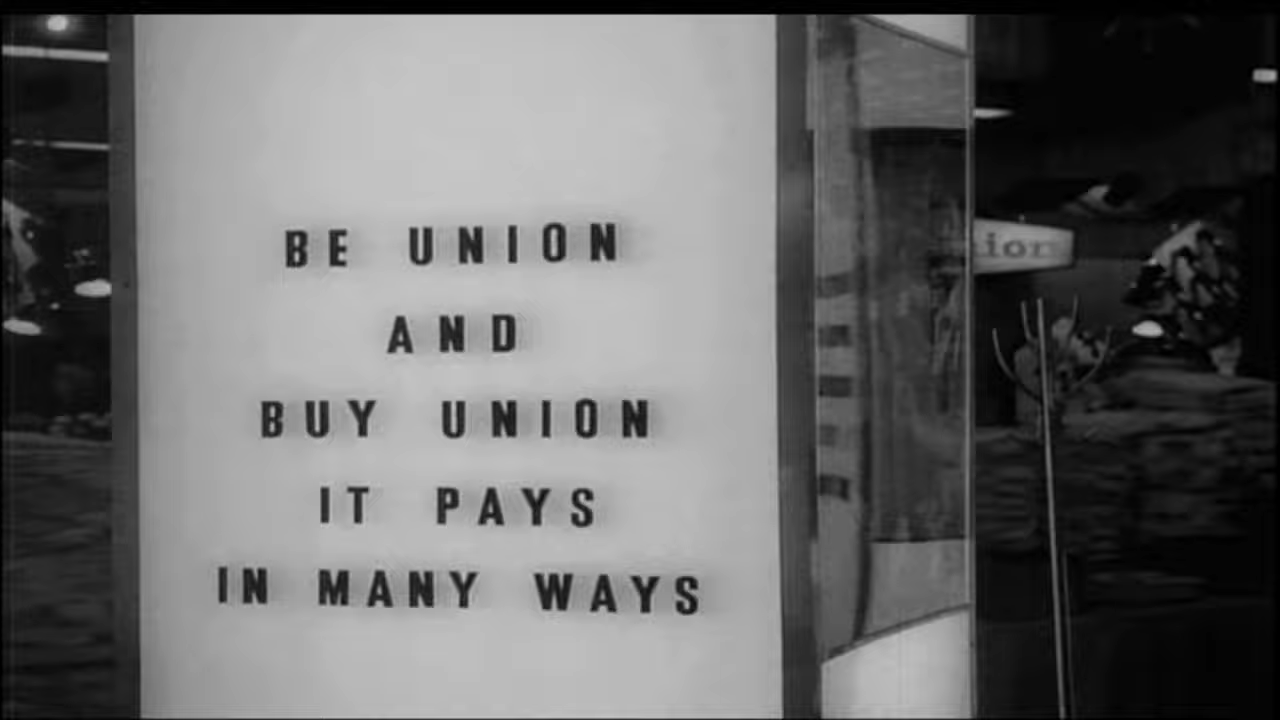 BE UNION
AND
BUY UNION
IT PAYS
IN MANY WAYS